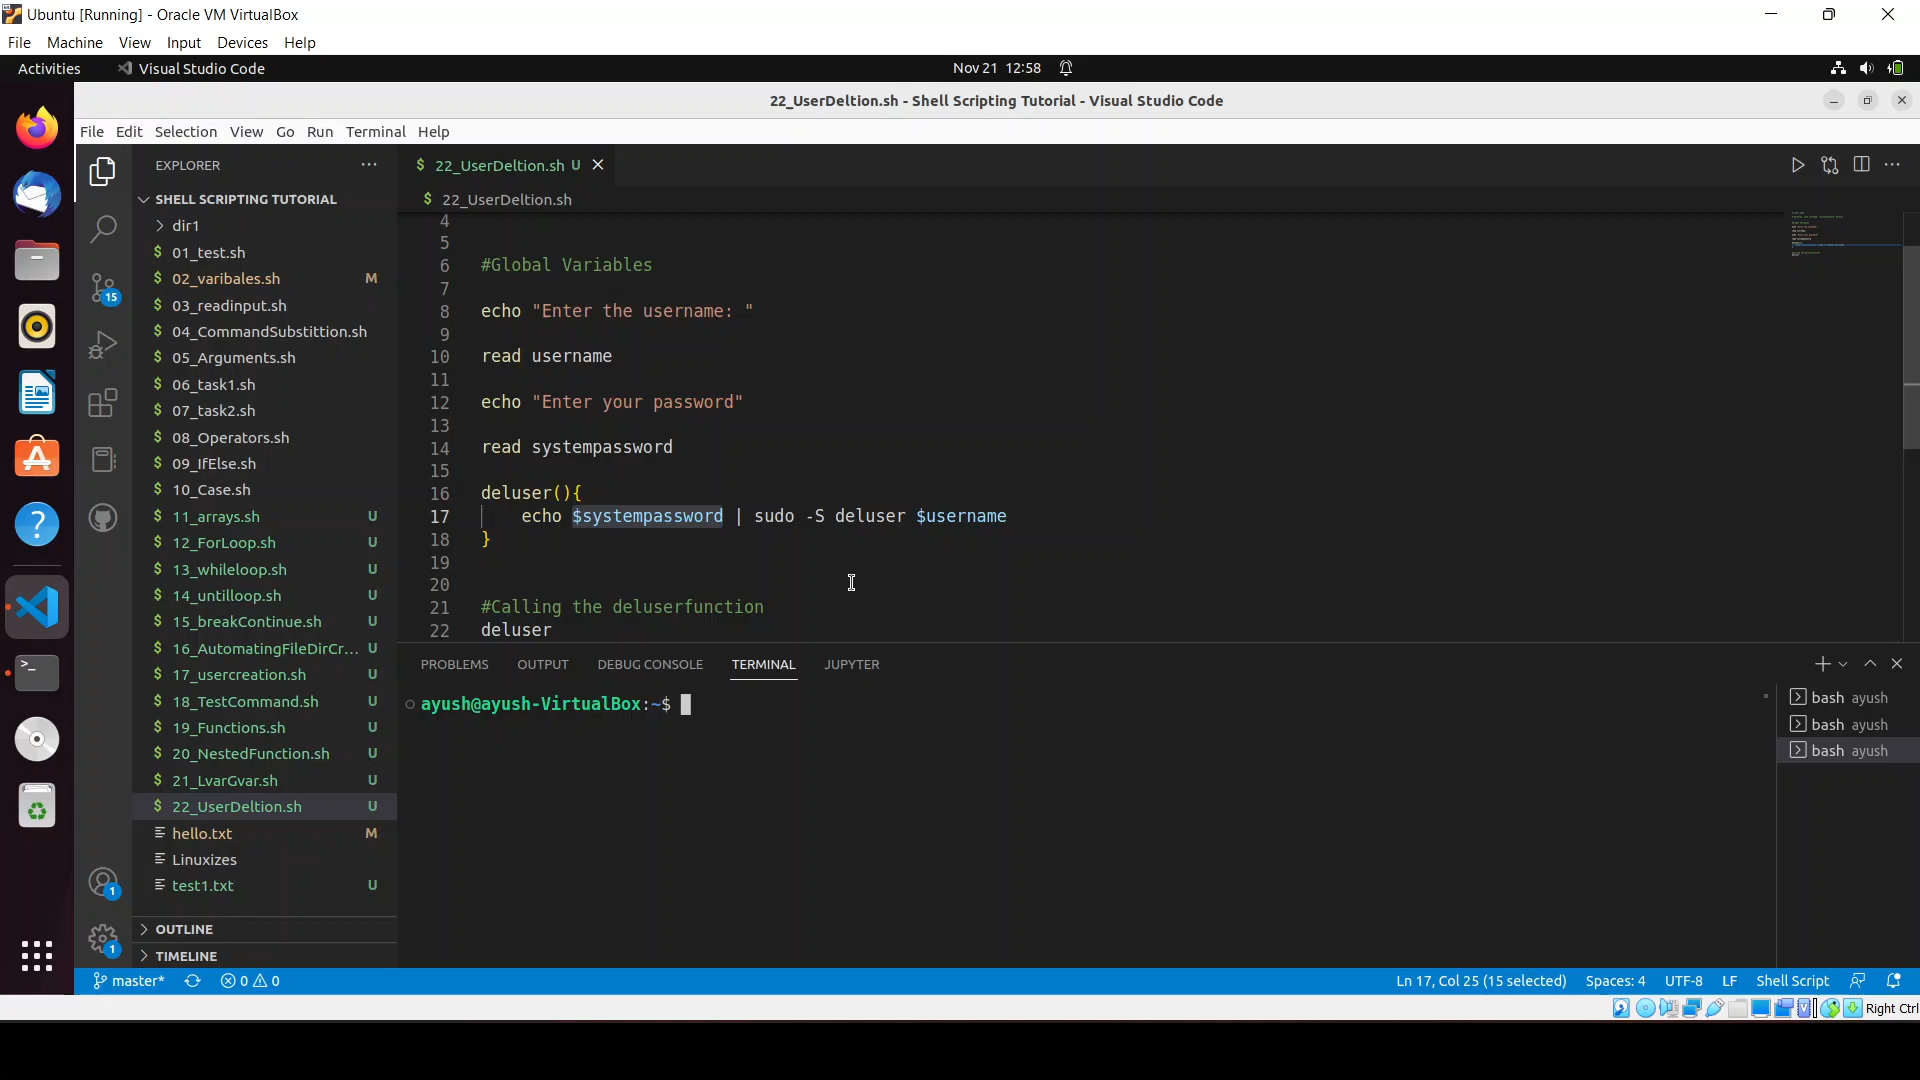 Ubuntu [Running] - Oracle VM VirtualBox
File Machine View Input Devices Help
Activities Visual Studio Code Nov 21 12:58
22_UserDeltion.sh - Shell Scripting Tutorial - Visual Studio Code
File Edit Selection View Go Run Terminal Help
EXPLORER
SHELL SCRIPTING TUTORIAL
dir1
$ 01_test.sh
$ 02_varibales.sh M
$ 03_readinput.sh
$ 04_CommandSubstittion.sh
$ 05_Arguments.sh
$ 06_task1.sh
$ 07_task2.sh
$ 08_Operators.sh
$ 09_IfElse.sh
$ 10_Case.sh
$ 11_arrays.sh U
$ 12_ForLoop.sh U
$ 13_whileloop.sh U
$ 14_untilloop.sh U
$ 15_breakContinue.sh U
$ 16_AutomatingFileDirCr... U
$ 17_usercreation.sh U
$ 18_TestCommand.sh U
$ 19_Functions.sh U
$ 20_NestedFunction.sh U
$ 21_LvarGvar.sh U
$ 22_UserDeltion.sh U
hello.txt M
Linuxizes
test1.txt U
OUTLINE
TIMELINE
15
1
1
$ 22_UserDeltion.sh U
$ 22_UserDeltion.sh
4
5
6 #Global Variables
7
8 echo "Enter the username: "
9
10 read username
11
12 echo "Enter your password"
13
14 read systempassword
15
16 deluser(){
17 echo $systempassword | sudo -S deluser $username
18 }
19
20
21 #Calling the deluserfunction
22 deluser
PROBLEMS OUTPUT DEBUG CONSOLE TERMINAL JUPYTER
ayush@ayush-VirtualBox:~$
bash ayush
bash ayush
bash ayush
master* 0 0 Ln 17, Col 25 (15 selected) Spaces: 4 UTF-8 LF Shell Script
Right Ctrl